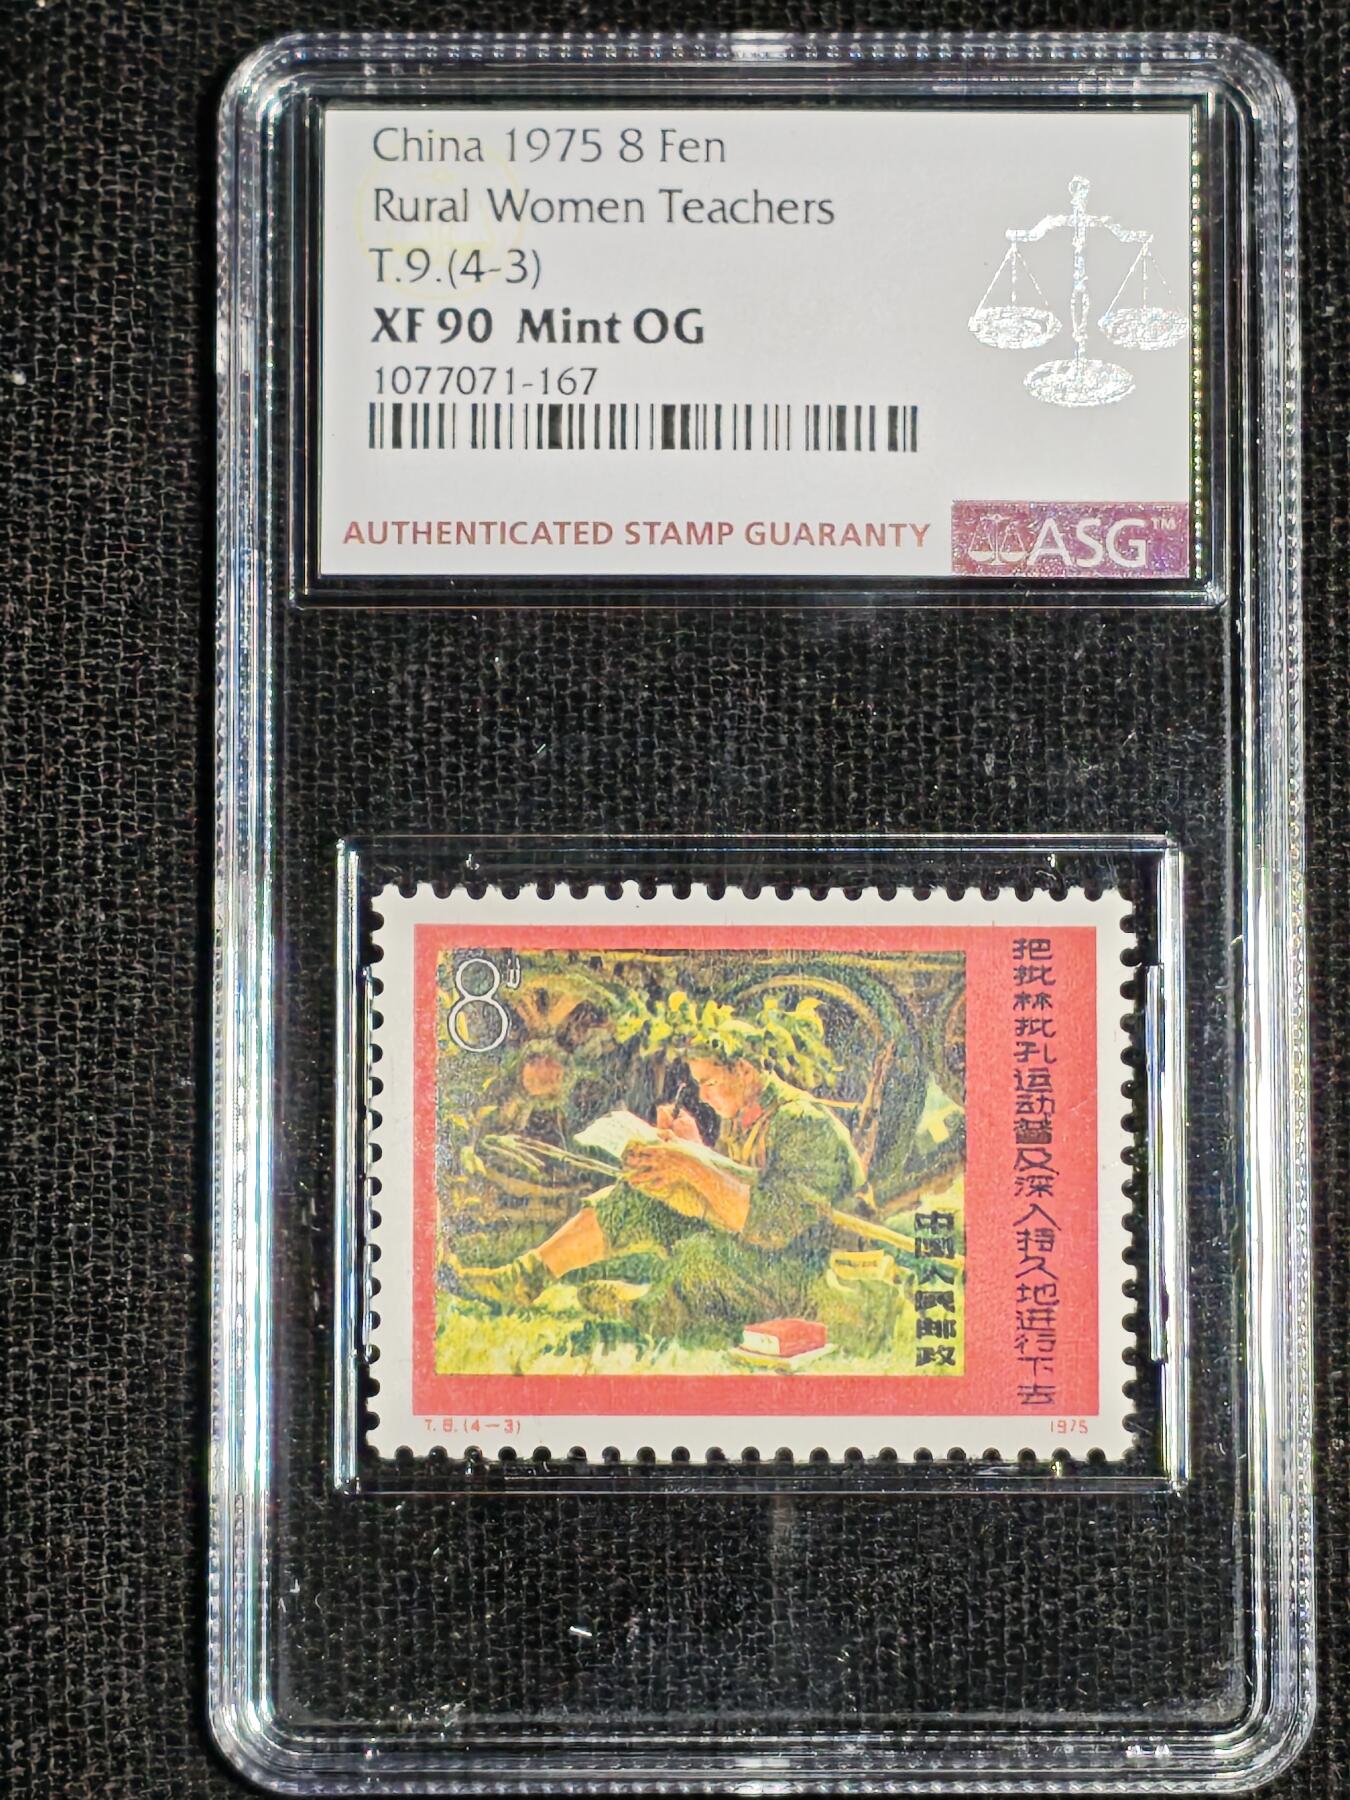 China 1975 8 Fen
Rural Women Teachers
T.9.(4-3)
XF 90 Mint OG
1077071-167
AUTHENTICATED STAMP GUARANTY
ASG™
8分
把批林批孔运动普及深入持久地进行下去
中国人民邮政
T.8.(4-3)
1975